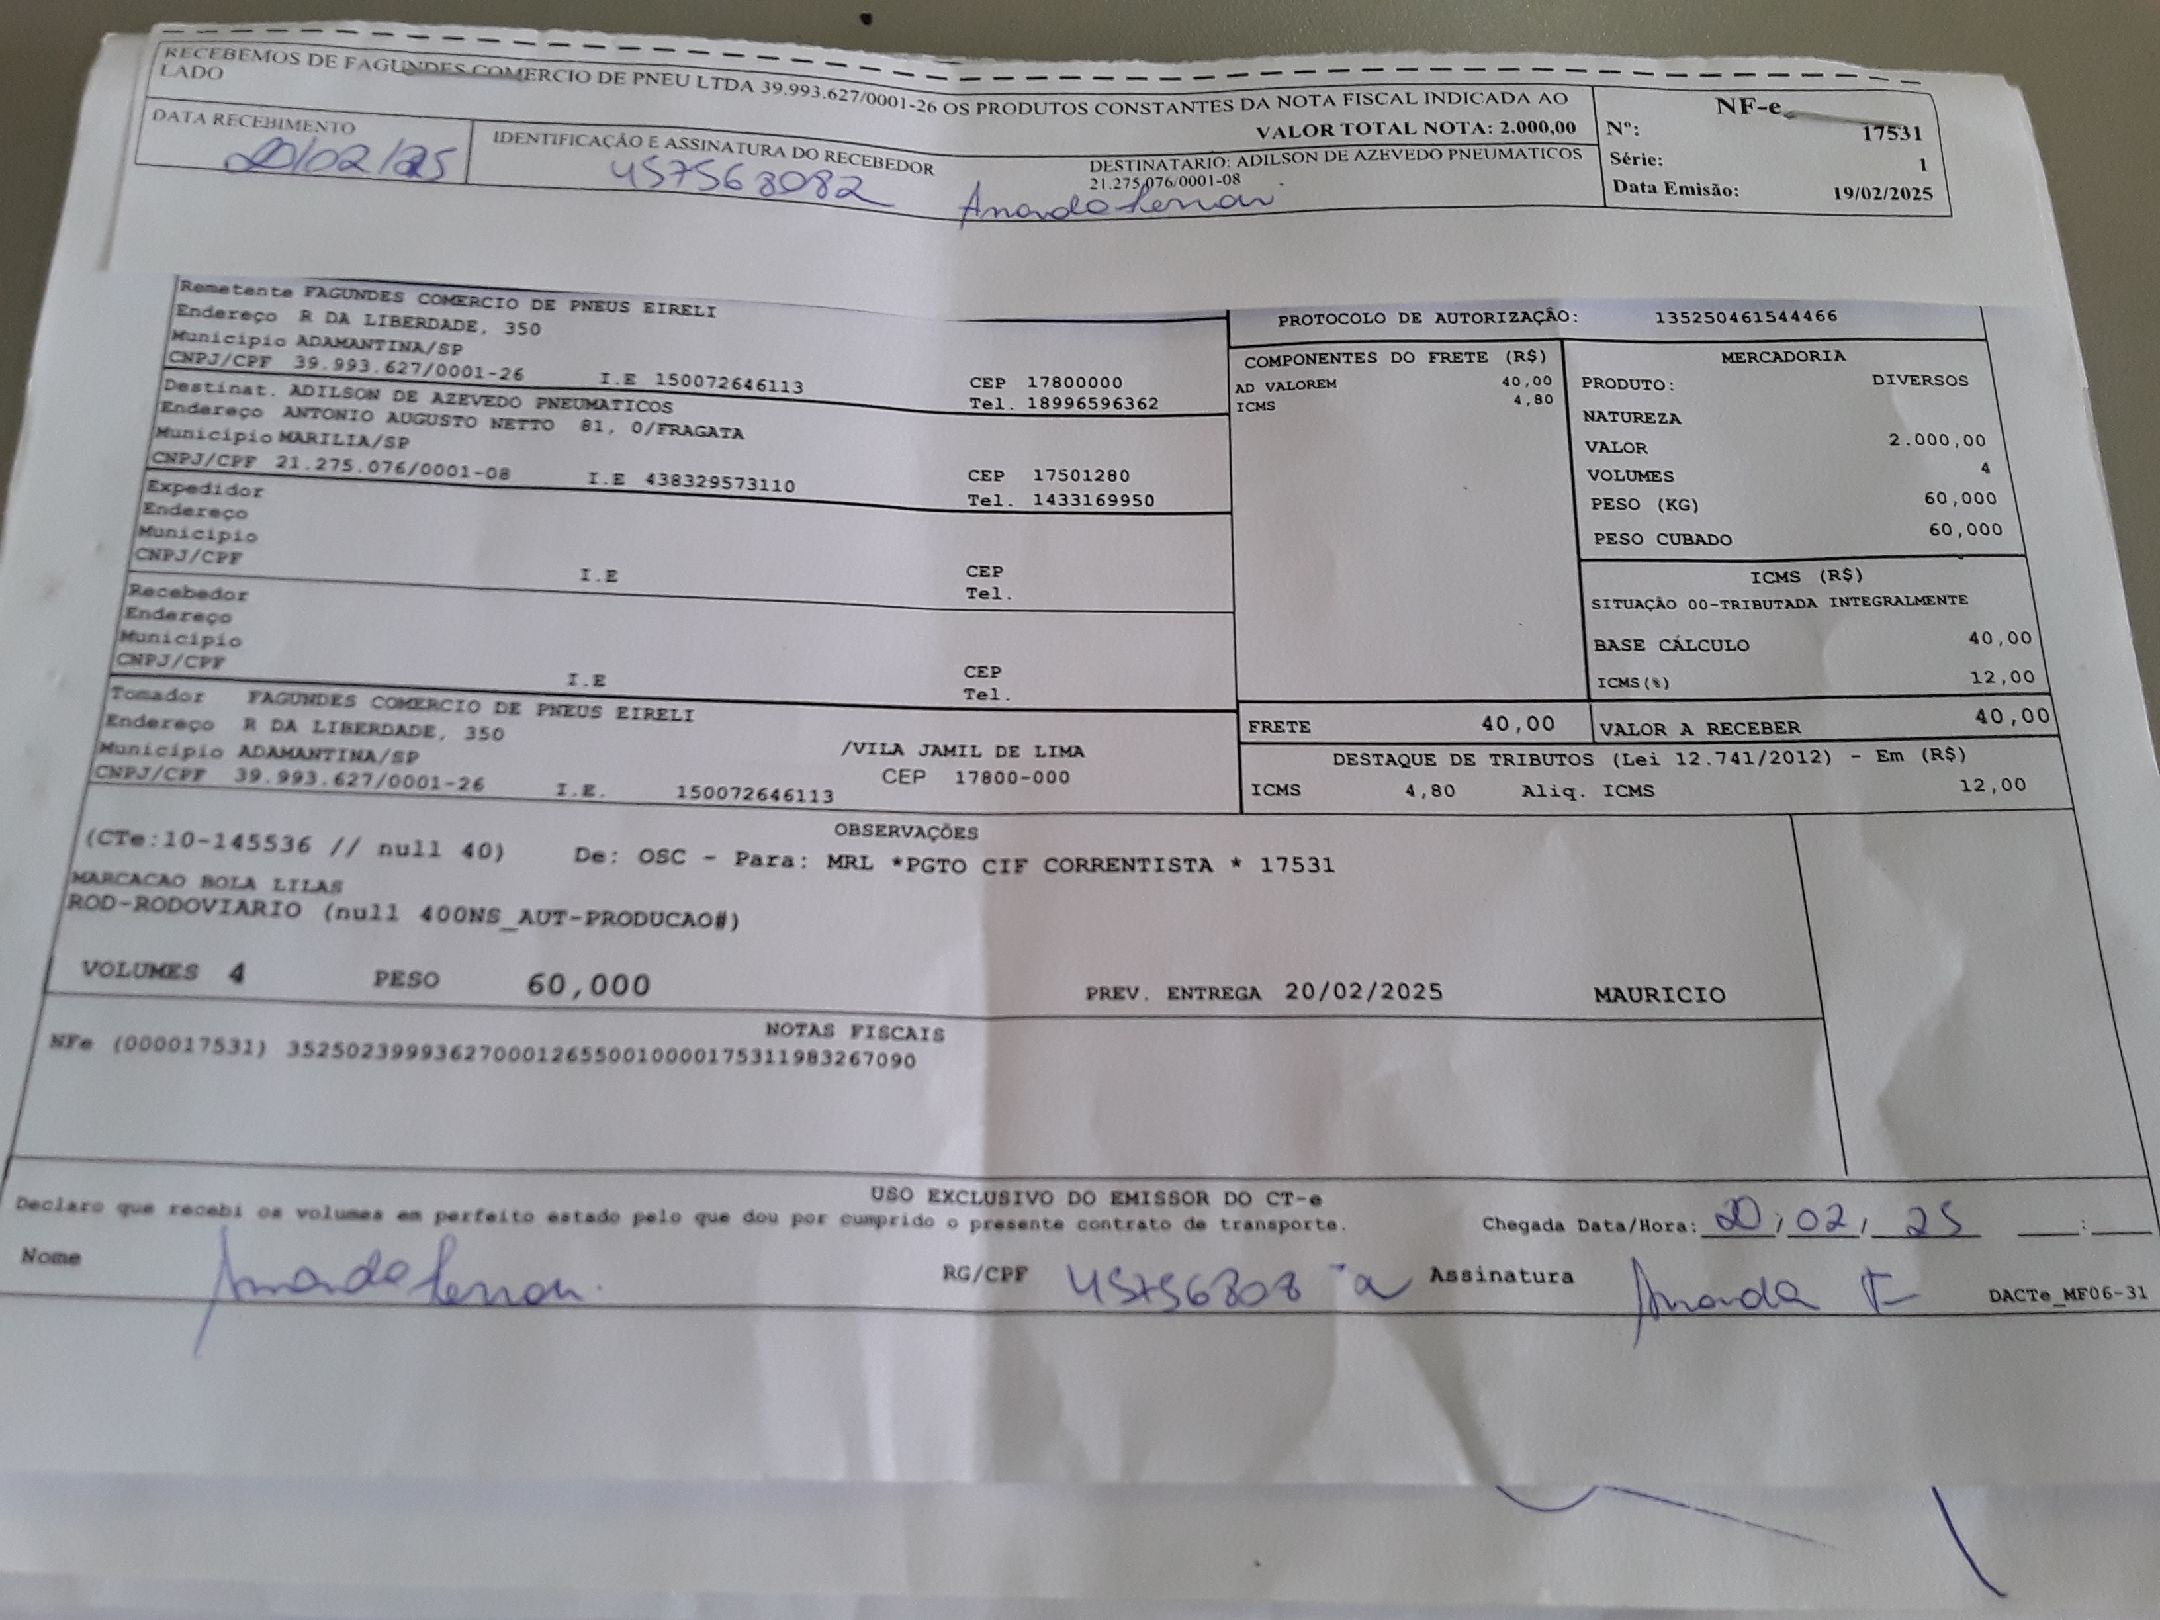 RECEBEMOS DE FAGUNDES COMERCIO DE PNEU LTDA 39.993.627/0001-26 OS PRODUTOS CONSTANTES DA NOTA FISCAL INDICADA AO
LADO
VALOR TOTAL NOTA: 2.000,00
DATA RECEBIMENTO
20/02/25
IDENTIFICAÇÃO E ASSINATURA DO RECEBEDOR
457568082
DESTINATARIO: ADILSON DE AZEVEDO PNEUMATICOS
21.275.076/0001-08
Amanda
NF-e
Nº: 17531
Série: 1
Data Emisão: 19/02/2025
Remetente FAGUNDES COMERCIO DE PNEUS EIRELI
Endereço R DA LIBERDADE, 350
Municipio ADAMANTINA/SP
CNPJ/CPF 39.993.627/0001-26 I.E 150072646113
CEP 17800000
Tel. 18996596362
Destinat. ADILSON DE AZEVEDO PNEUMATICOS
Endereço ANTONIO AUGUSTO NETTO 81, 0/FRAGATA
Municipio MARILIA/SP
CNPJ/CPF 21.275.076/0001-08 I.E 438329573110
CEP 17501280
Tel. 1433169950
Expedidor
Endereço
Municipio
CNPJ/CPF I.E
CEP
Tel.
Recebedor
Endereço
Municipio
CNPJ/CPF I.E
CEP
Tel.
Tomador FAGUNDES COMERCIO DE PNEUS EIRELI
Endereço R DA LIBERDADE, 350
/VILA JAMIL DE LIMA
Municipio ADAMANTINA/SP
CEP 17800-000
CNPJ/CPF 39.993.627/0001-26 I.E. 150072646113
PROTOCOLO DE AUTORIZAÇÃO: 135250461544466
COMPONENTES DO FRETE (R$)
AD VALOREM 40,00
ICMS 4,80
MERCADORIA
PRODUTO: DIVERSOS
NATUREZA
VALOR 2.000,00
VOLUMES 4
PESO (KG) 60,000
PESO CUBADO 60,000
ICMS (R$)
SITUAÇÃO 00-TRIBUTADA INTEGRALMENTE
BASE CÁLCULO 40,00
ICMS(%) 12,00
FRETE 40,00
VALOR A RECEBER 40,00
DESTAQUE DE TRIBUTOS (Lei 12.741/2012) - Em (R$)
ICMS 4,80 Aliq. ICMS 12,00
OBSERVAÇÕES
(CTe:10-145536 // null 40) De: OSC - Para: MRL *PGTO CIF CORRENTISTA * 17531
MARCACAO BOLA LILAS
ROD-RODOVIARIO (null 400NS_AUT-PRODUCAO#)
VOLUMES 4 PESO 60,000 PREV. ENTREGA 20/02/2025 MAURICIO
NOTAS FISCAIS
NFe (000017531) 35250239993627000126550010000175311983267090
USO EXCLUSIVO DO EMISSOR DO CT-e
Declaro que recebi os volumes em perfeito estado pelo que dou por cumprido o presente contrato de transporte.
Chegada Data/Hora: 20/02/25 :
Nome Amanda
RG/CPF 45756808-2
Assinatura Amanda F
DACTe_MF06-31